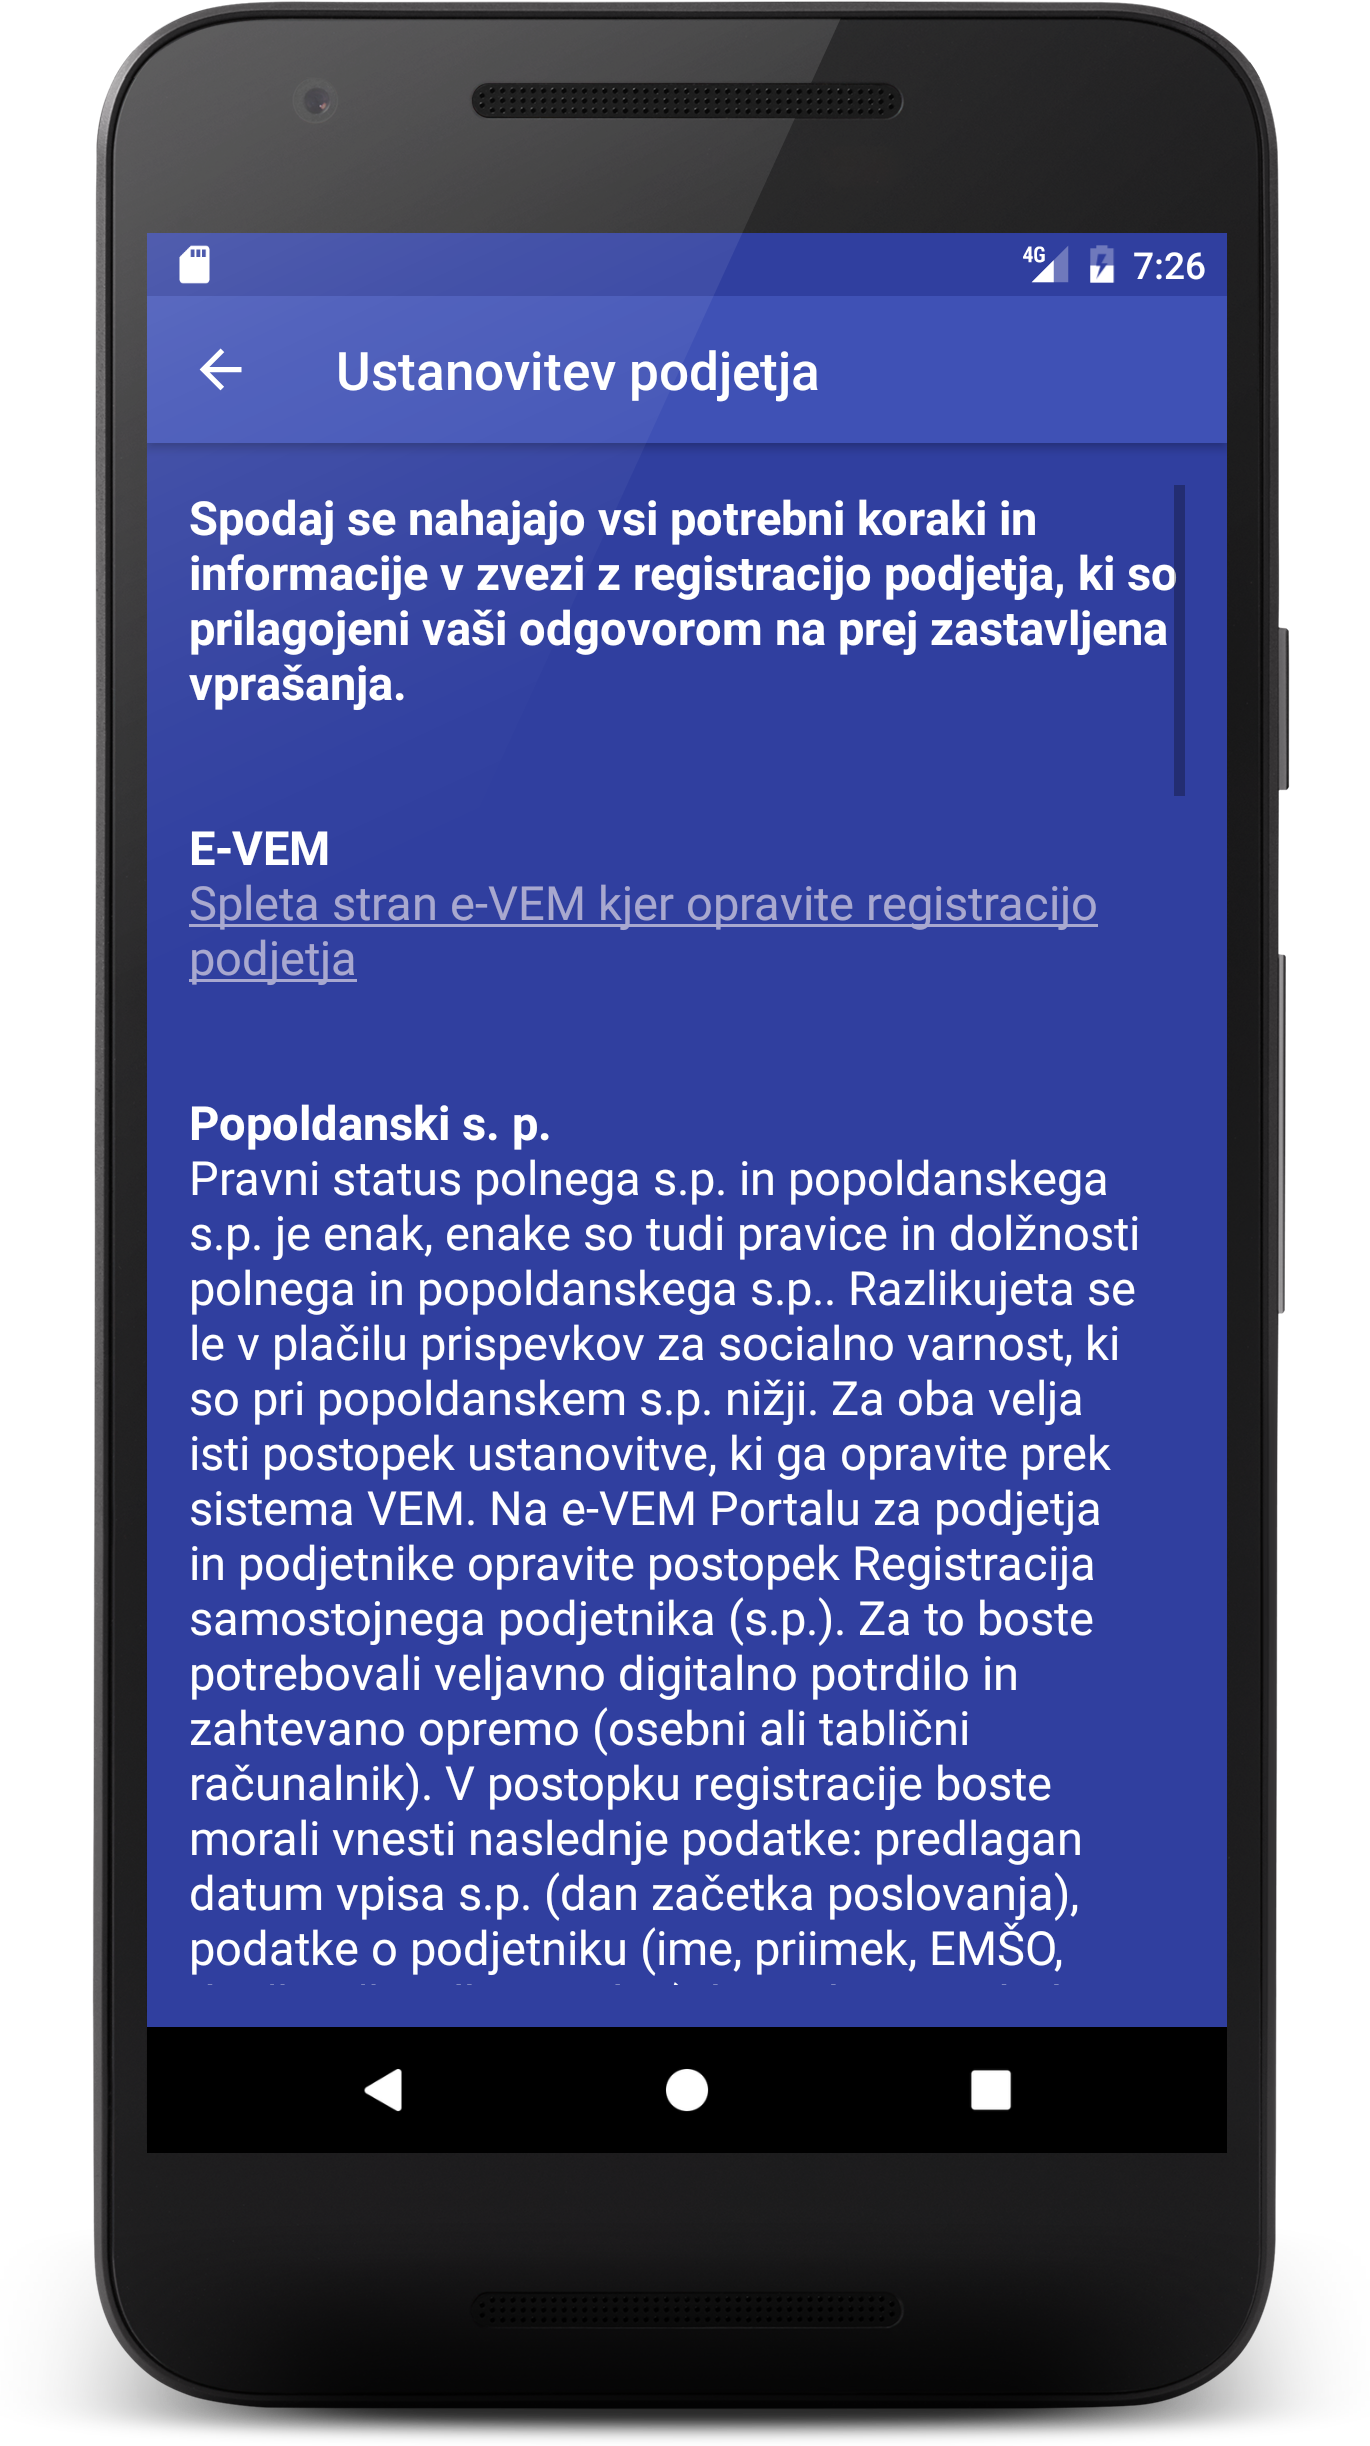 4G 7:26
Ustanovitev podjetja
Spodaj se nahajajo vsi potrebni koraki in
informacije v zvezi z registracijo podjetja, ki so
prilagojeni vaši odgovorom na prej zastavljena
vprašanja.
E-VEM
Spleta stran e-VEM kjer opravite registracijo
podjetja
Popoldanski s. p.
Pravni status polnega s.p. in popoldanskega
s.p. je enak, enake so tudi pravice in dolžnosti
polnega in popoldanskega s.p.. Razlikujeta se
le v plačilu prispevkov za socialno varnost, ki
so pri popoldanskem s.p. nižji. Za oba velja
isti postopek ustanovitve, ki ga opravite prek
sistema VEM. Na e-VEM Portalu za podjetja
in podjetnike opravite postopek Registracija
samostojnega podjetnika (s.p.). Za to boste
potrebovali veljavno digitalno potrdilo in
zahtevano opremo (osebni ali tablični
računalnik). V postopku registracije boste
morali vnesti naslednje podatke: predlagan
datum vpisa s.p. (dan začetka poslovanja),
podatke o podjetniku (ime, priimek, EMŠO,